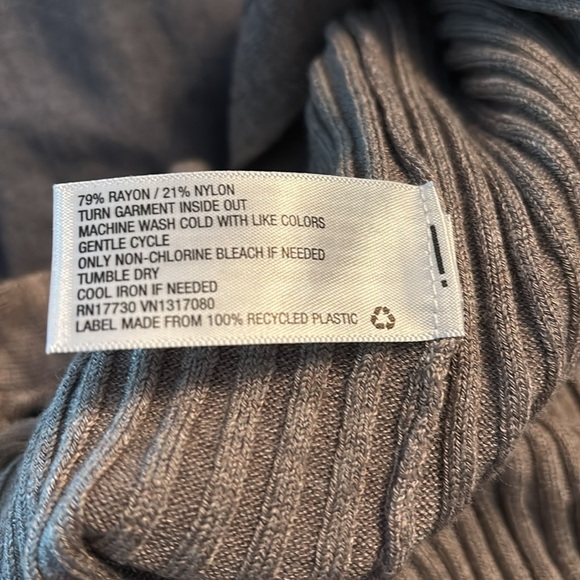 79% RAYON / 21% NYLON
TURN GARMENT INSIDE OUT
MACHINE WASH COLD WITH LIKE COLORS
GENTLE CYCLE
ONLY NON-CHLORINE BLEACH IF NEEDED
TUMBLE DRY
COOL IRON IF NEEDED
RN17730 VN1317080
LABEL MADE FROM 100% RECYCLED PLASTIC